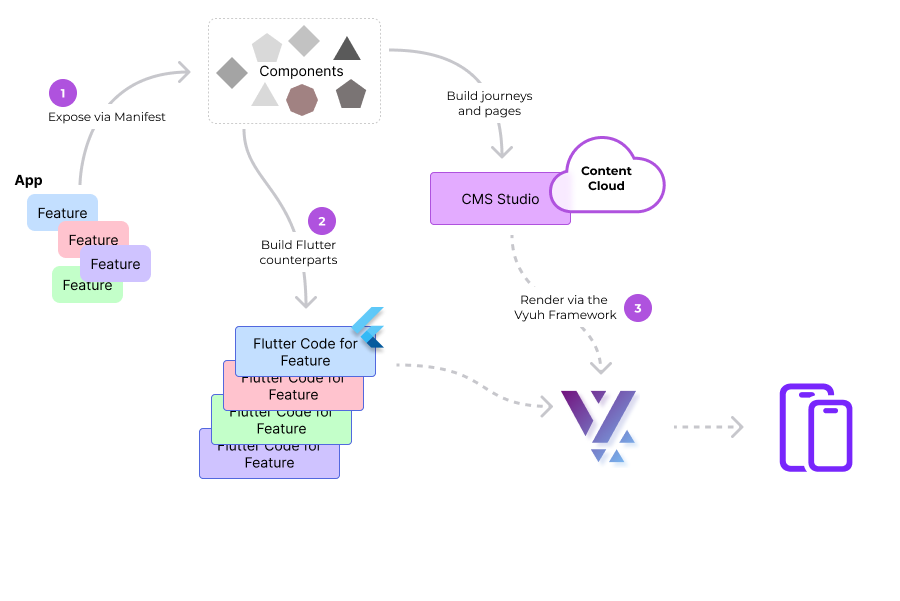 Components
1
Expose via Manifest
Build journeys
and pages
App
Feature
Feature
Feature
Feature
CMS Studio
Content
Cloud
2
Build Flutter
counterparts
Render via the
Vyuh Framework
3
Flutter Code for
Feature
Flutter Code for
Feature
Flutter Code for
Feature
Flutter Code for
Feature